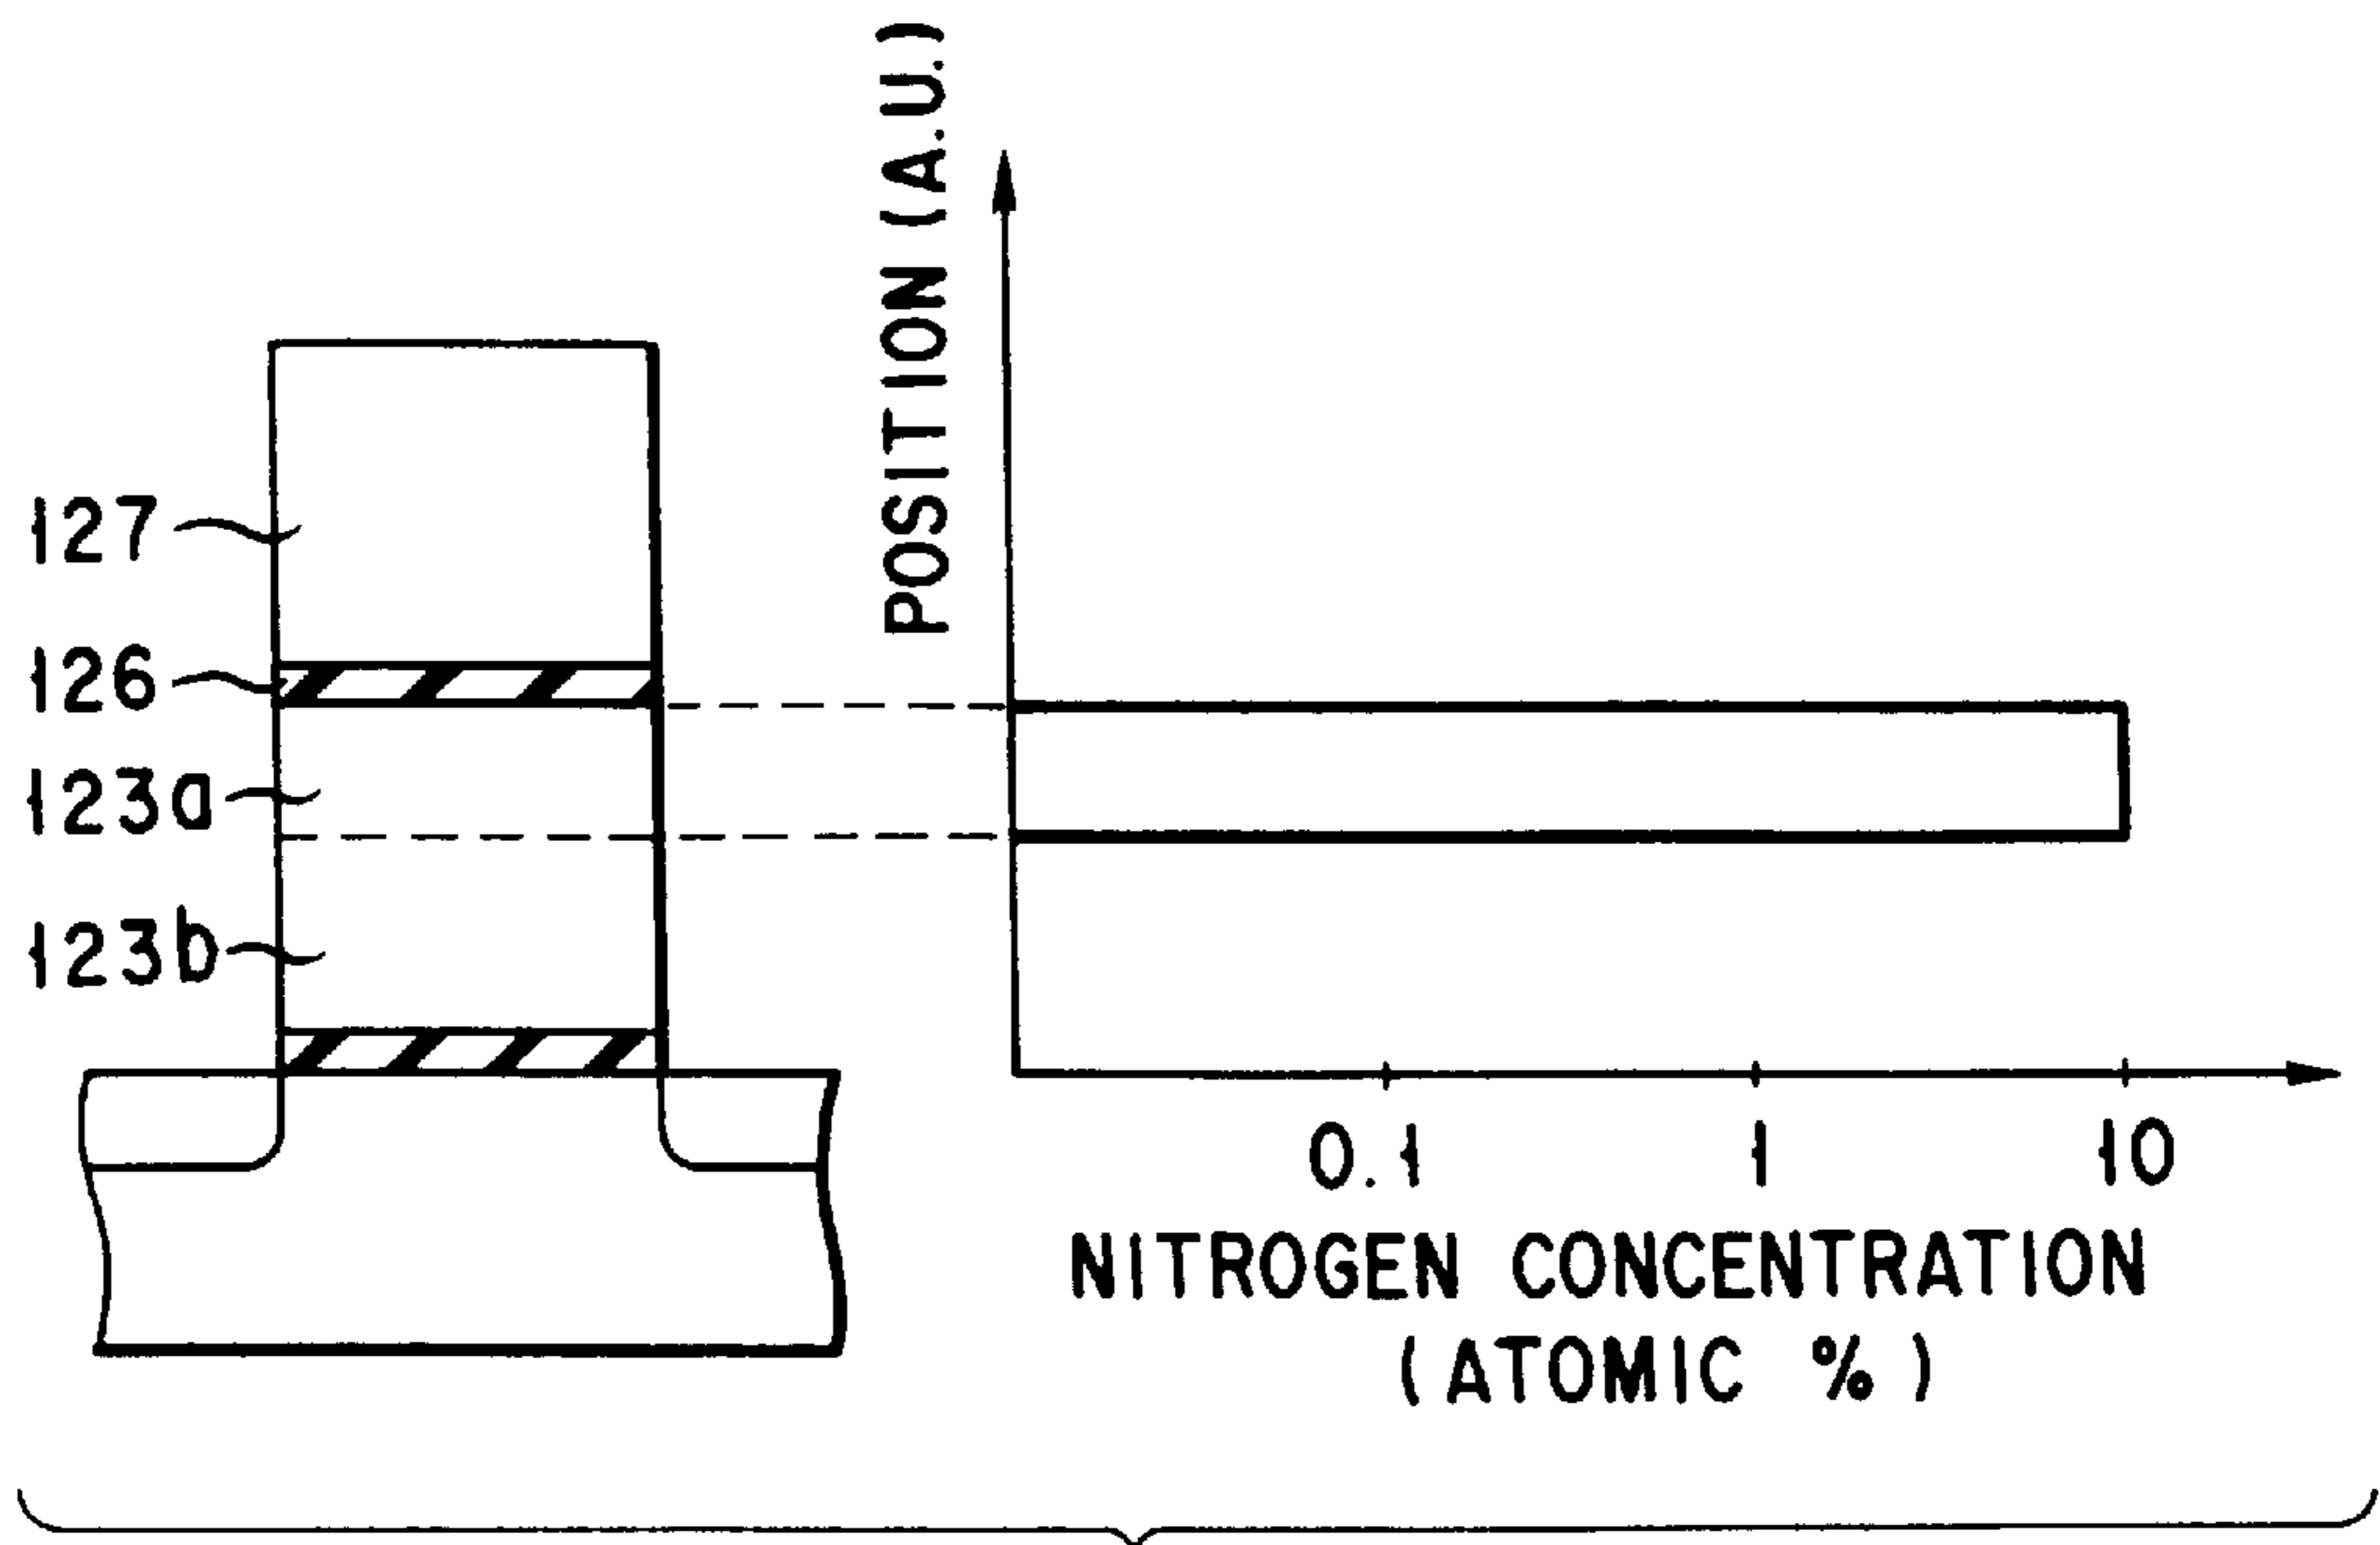 POSITION (A.U.)
127
126
123a
123b
0.1 1 10
NITROGEN CONCENTRATION
(ATOMIC %)